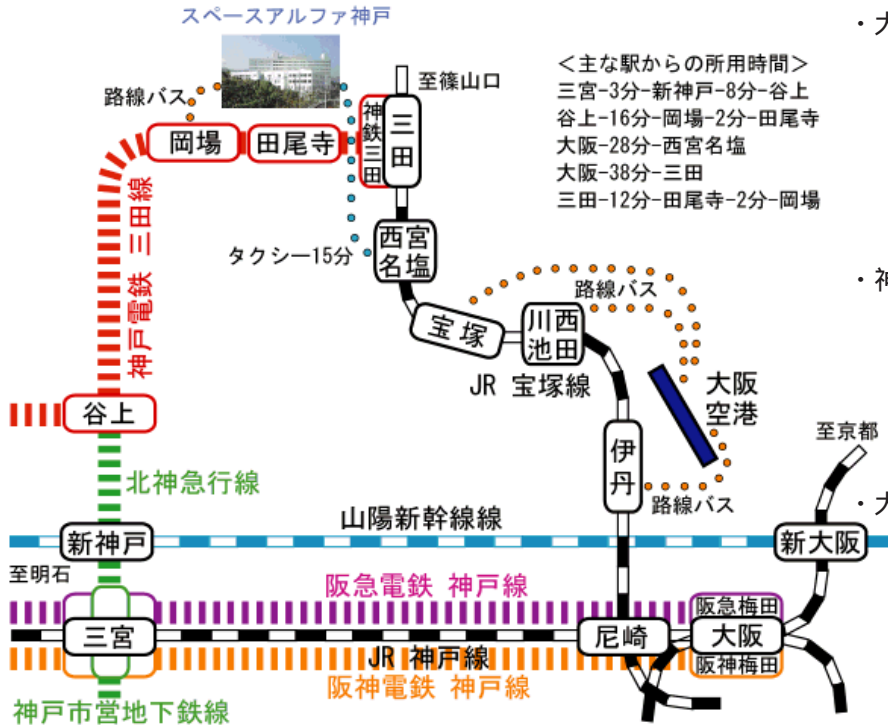 スペースアルファ神戸
・大
至篠山口
<主な駅からの所用時間>
三宮-3分-新神戸-8分-谷上
谷上-16分-岡場-2分-田尾寺
大阪-28分-西宮名塩
大阪-38分-三田
三田-12分-田尾寺-2分-岡場
路線バス
岡場
田尾寺
神鉄三田
三田
神戸電鉄 三田線
タクシー15分
西宮
名塩
・神
路線バス
宝塚
川西
池田
JR 宝塚線
大阪
空港
谷上
至京都
伊丹
北神急行線
路線バス
・大
山陽新幹線線
新神戸
新大阪
至明石
阪急電鉄 神戸線
阪急梅田
三宮
尼崎
大阪
JR 神戸線
阪神梅田
阪神電鉄 神戸線
神戸市営地下鉄線